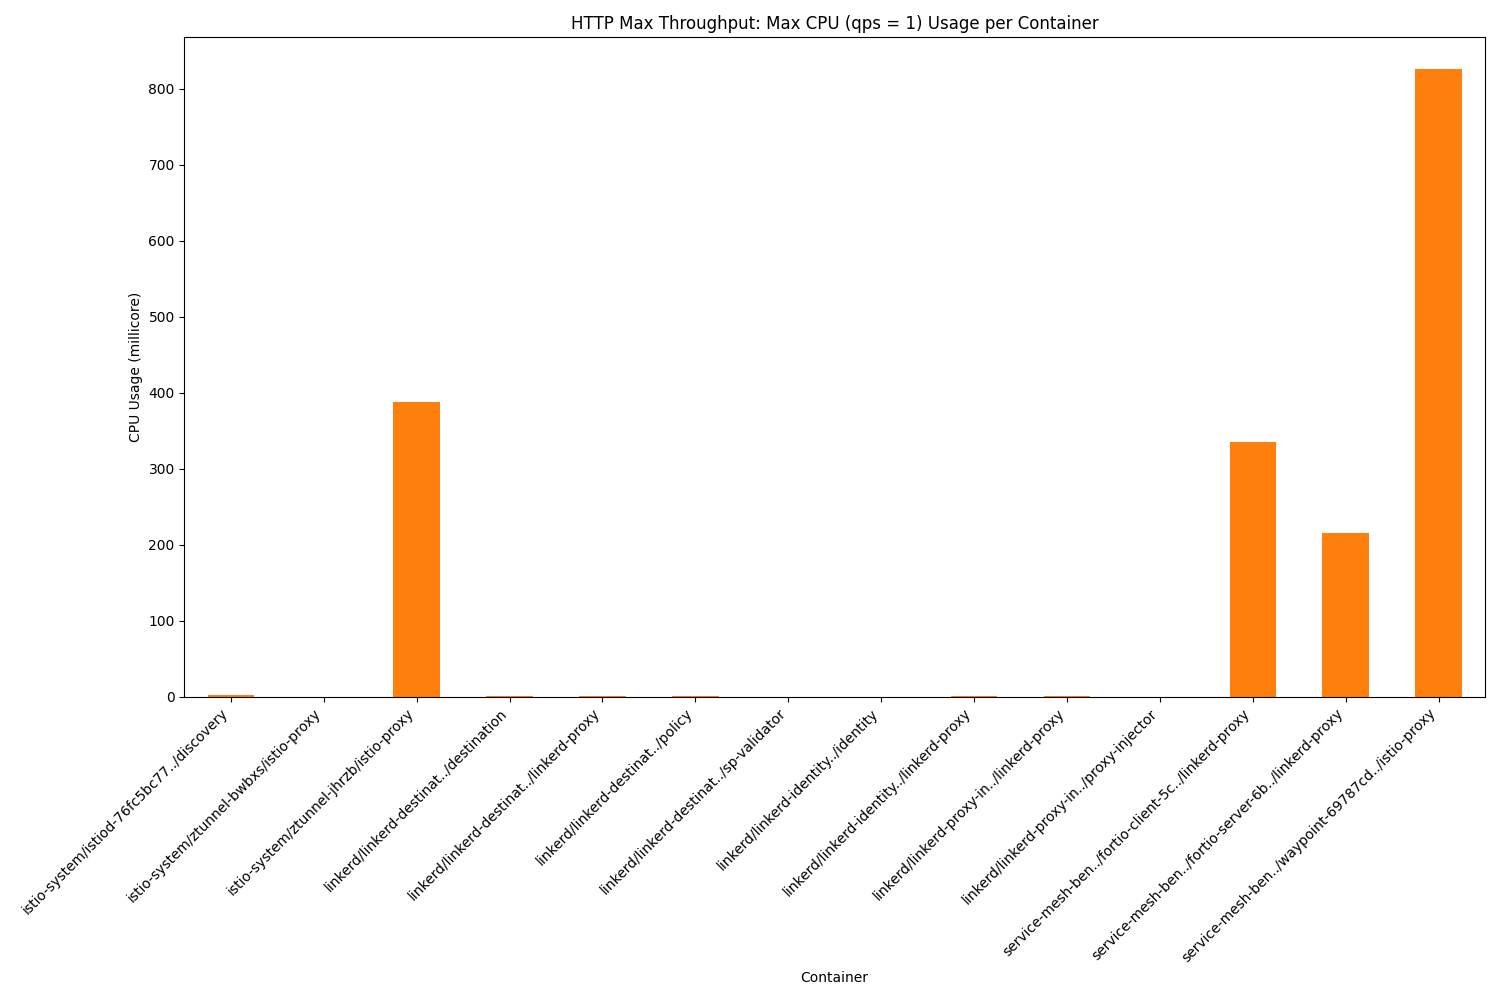 HTTP Max Throughput: Max CPU (qps = 1) Usage per Container
CPU Usage (millicore)
800
700
600
500
400
300
200
100
0
istio-system/istiod-76fc5bc77../discovery
istio-system/ztunnel-bwbxs/istio-proxy
istio-system/ztunnel-jhrzb/istio-proxy
linkerd/linkerd-destinat../destination
linkerd/linkerd-destinat../linkerd-proxy
linkerd/linkerd-destinat../policy
linkerd/linkerd-destinat../sp-validator
linkerd/linkerd-identity../identity
linkerd/linkerd-identity../linkerd-proxy
linkerd/linkerd-proxy-in../linkerd-proxy
linkerd/linkerd-proxy-in../proxy-injector
service-mesh-ben../fortio-client-5c../linkerd-proxy
service-mesh-ben../fortio-server-6b../linkerd-proxy
service-mesh-ben../waypoint-69787cd../istio-proxy
Container